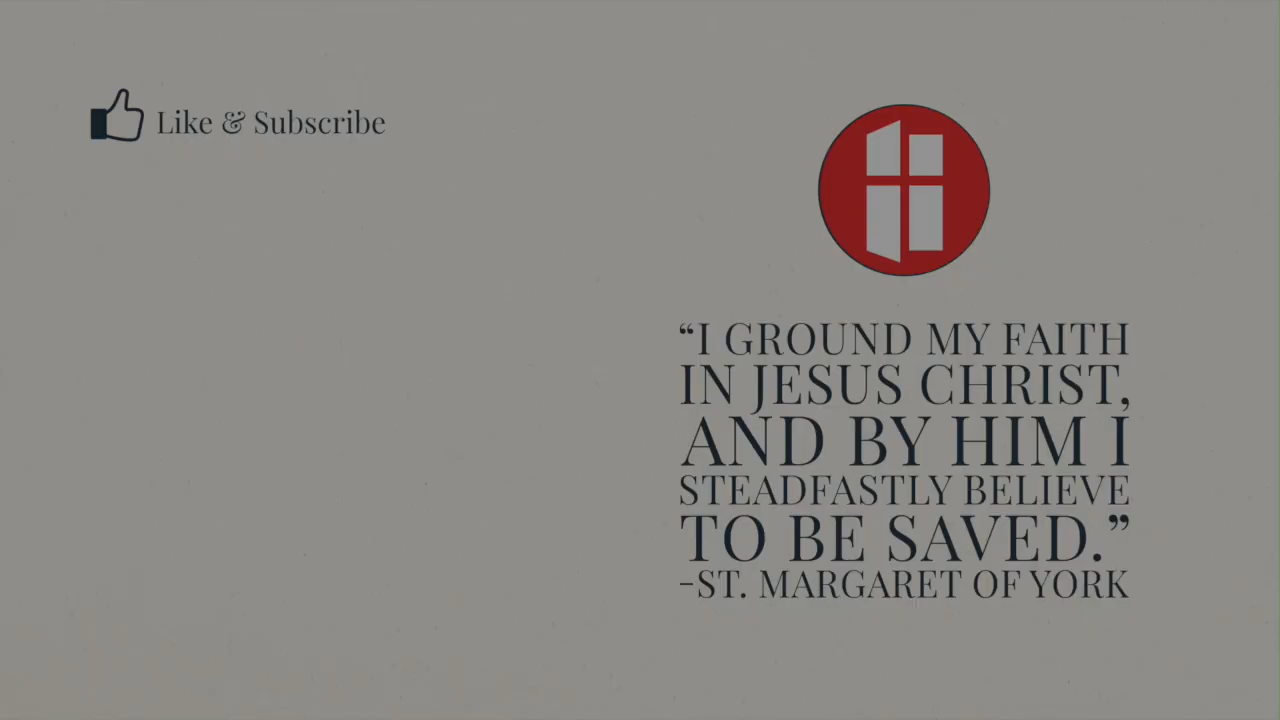 Like & Subscribe
“I GROUND MY FAITH
IN JESUS CHRIST,
AND BY HIM I
STEADFASTLY BELIEVE
TO BE SAVED.”
-ST. MARGARET OF YORK